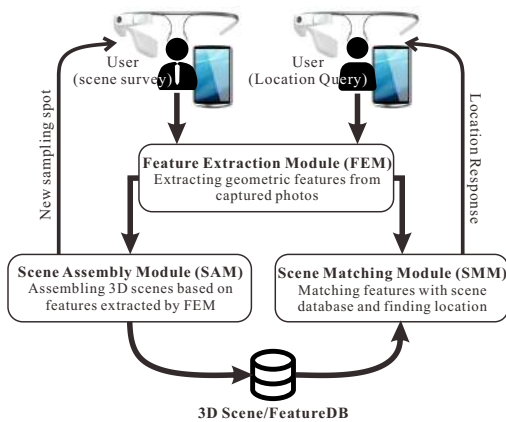 User
(scene survey)
User
(Location Query)
New sampling spot
Location Response
Feature Extraction Module (FEM)
Extracting geometric features from
captured photos
Scene Assembly Module (SAM)
Assembling 3D scenes based on
features extracted by FEM
Scene Matching Module (SMM)
Matching features with scene
database and finding location
3D Scene/FeatureDB